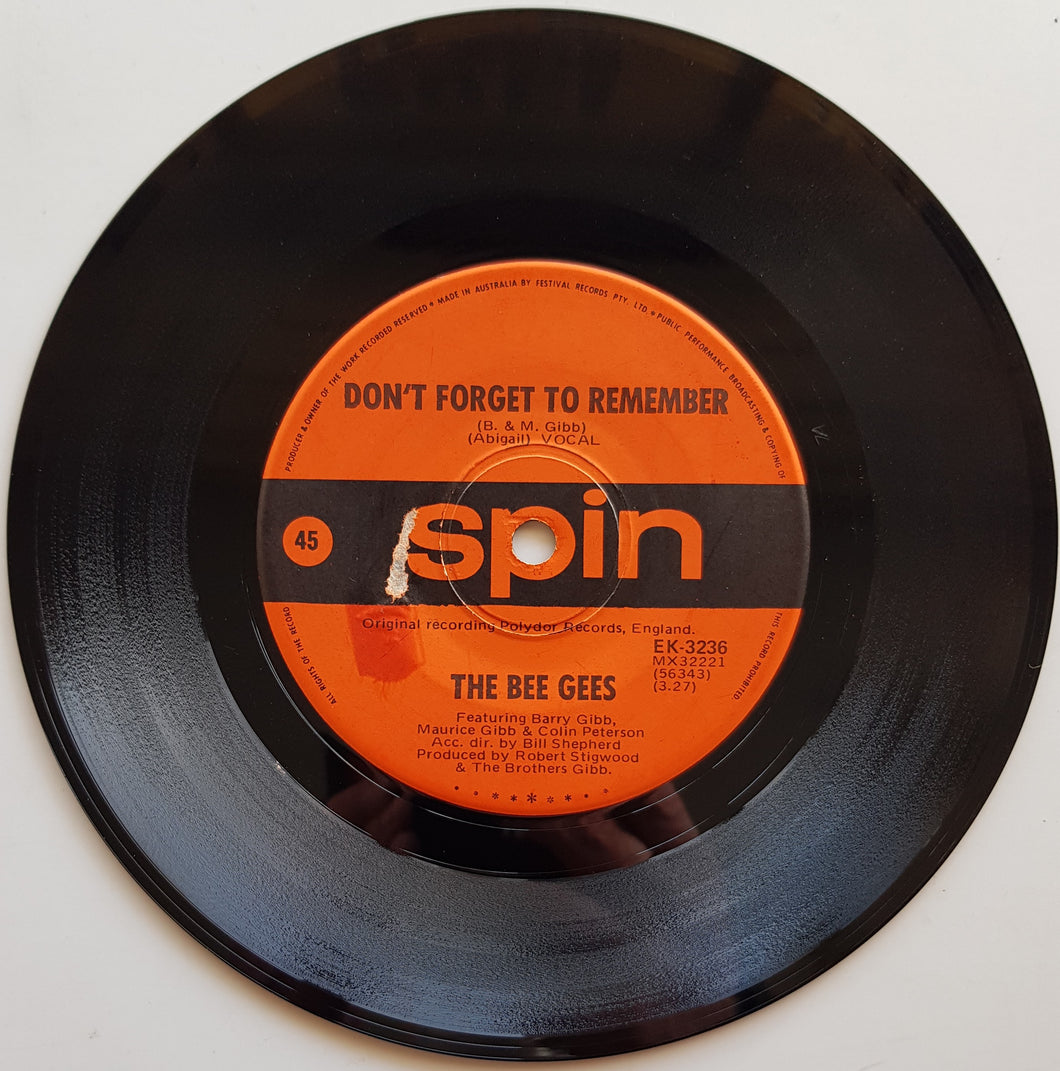 PRODUCER & OWNER OF THE WORK RECORDED RESERVED * MADE IN AUSTRALIA BY FESTIVAL RECORDS PTY. LTD. * PUBLIC PERFORMANCE BROADCASTING & COPYING OF
THIS RECORD PROHIBITED.
ALL RIGHTS OF THE RECORD
DON'T FORGET TO REMEMBER
(B. & M. Gibb)
(Abigail) VOCAL
45
spin
Original recording Polydor Records, England.
EK-3236
MX32221
(56343)
(3.27)
THE BEE GEES
Featuring Barry Gibb,
Maurice Gibb & Colin Peterson
Acc. dir. by Bill Shepherd
Produced by Robert Stigwood
& The Brothers Gibb.